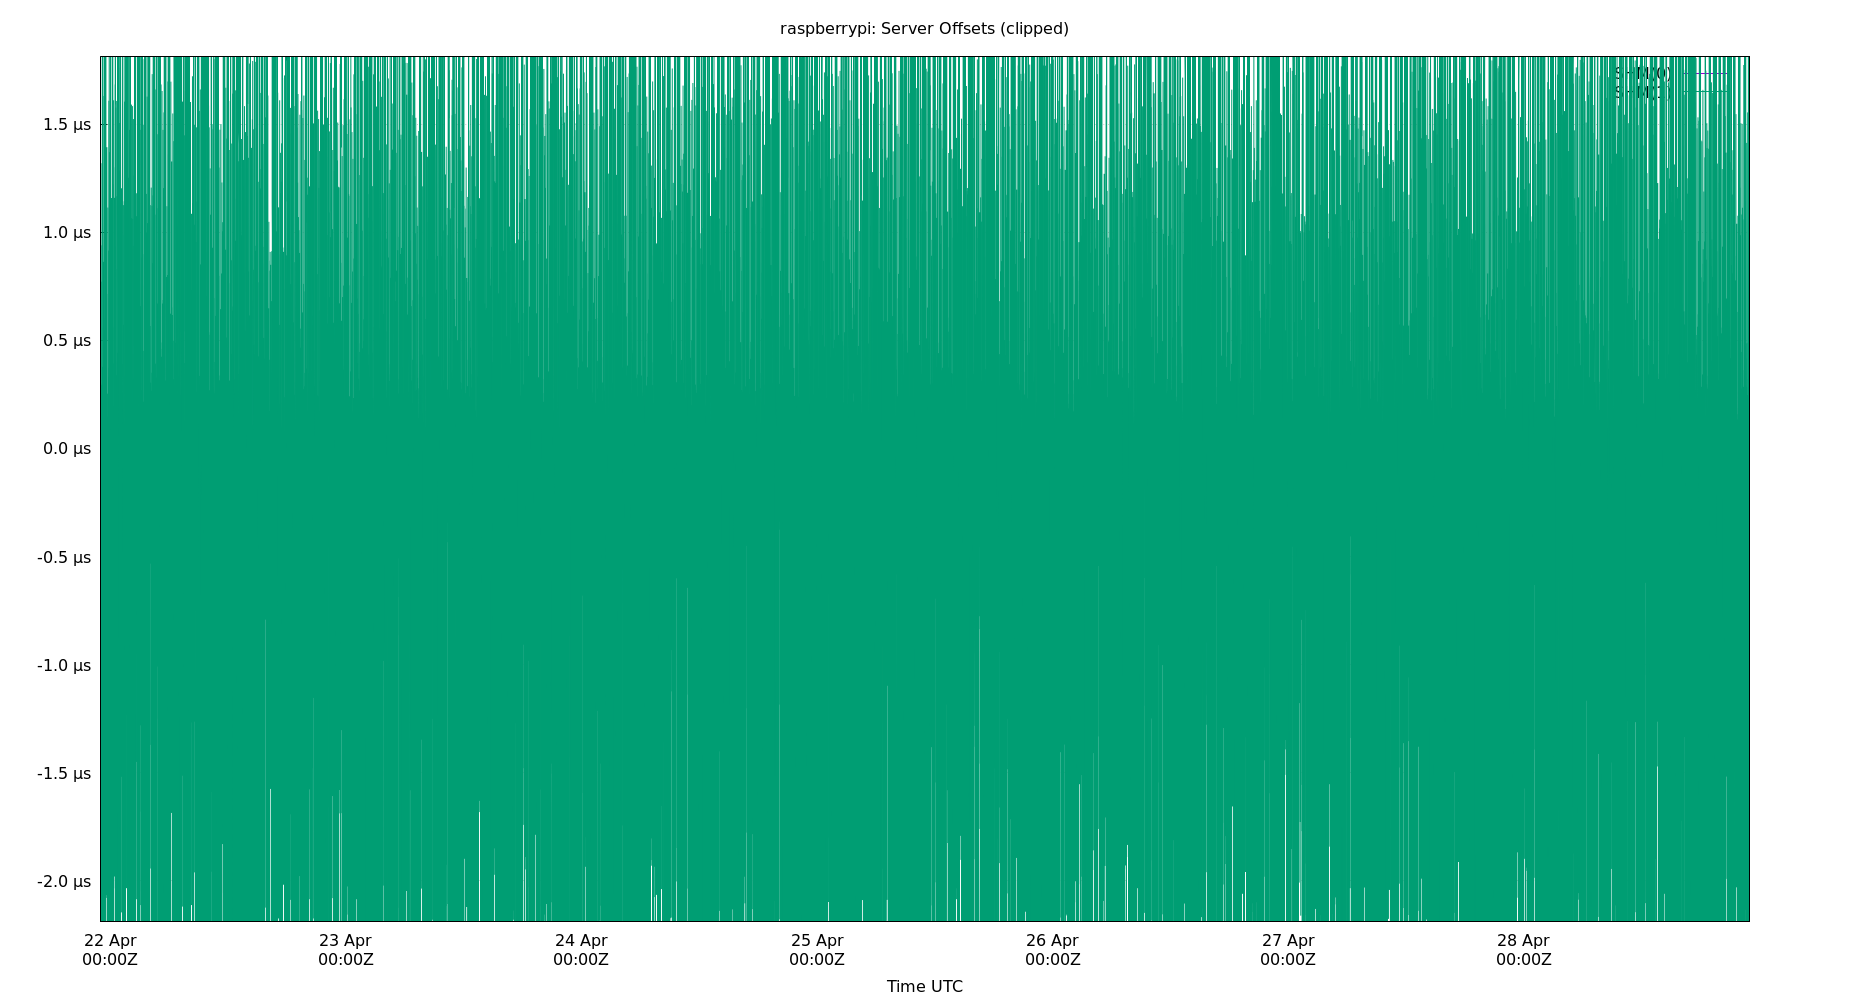 raspberrypi: Server Offsets (clipped)
SHM(0)
1.5 µs
1.0 µs
0.5 µs
0.0 µs
-0.5 µs
-1.0 µs
-1.5 µs
-2.0 µs
22 Apr 23 Apr 24 Apr 25 Apr 26 Apr 27 Apr 28 Apr
00:00Z 00:00Z 00:00Z 00:00Z 00:00Z 00:00Z 00:00Z
Time UTC